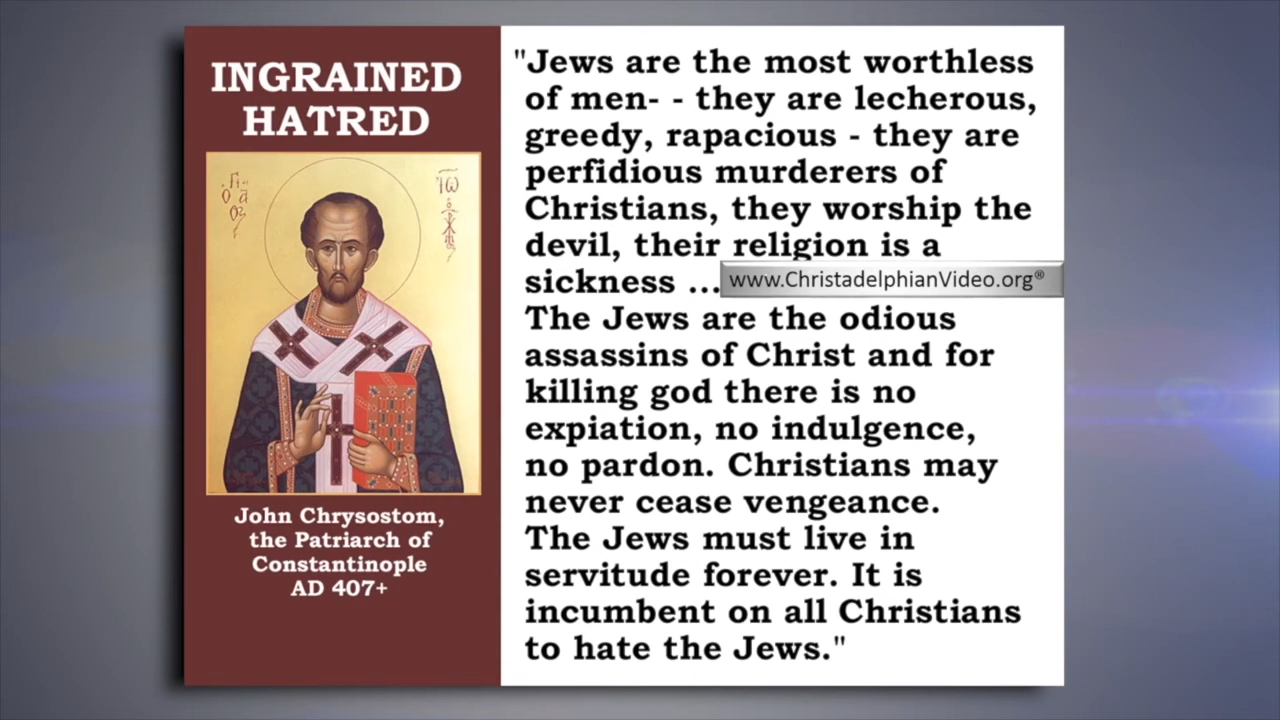 INGRAINED
HATRED
John Chrysostom,
the Patriarch of
Constantinople
AD 407+
"Jews are the most worthless
of men- - they are lecherous,
greedy, rapacious - they are
perfidious murderers of
Christians, they worship the
devil, their religion is a
sickness ...
www.ChristadelphianVideo.org®
The Jews are the odious
assassins of Christ and for
killing god there is no
expiation, no indulgence,
no pardon. Christians may
never cease vengeance.
The Jews must live in
servitude forever. It is
incumbent on all Christians
to hate the Jews."